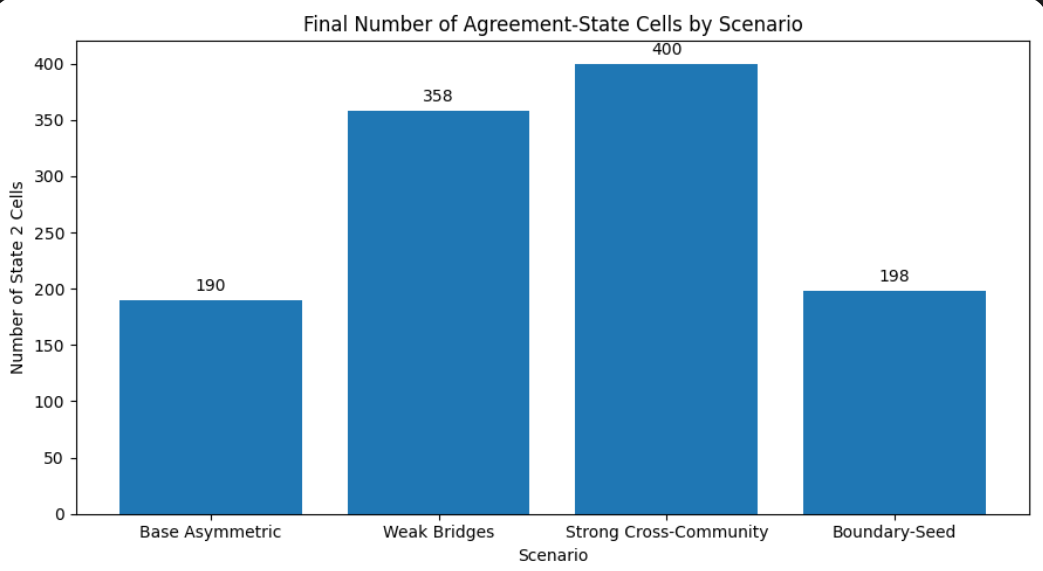 Final Number of Agreement-State Cells by Scenario
Number of State 2 Cells
400
350
300
250
200
150
100
50
0
190
358
400
198
Base Asymmetric
Weak Bridges
Strong Cross-Community
Boundary-Seed
Scenario